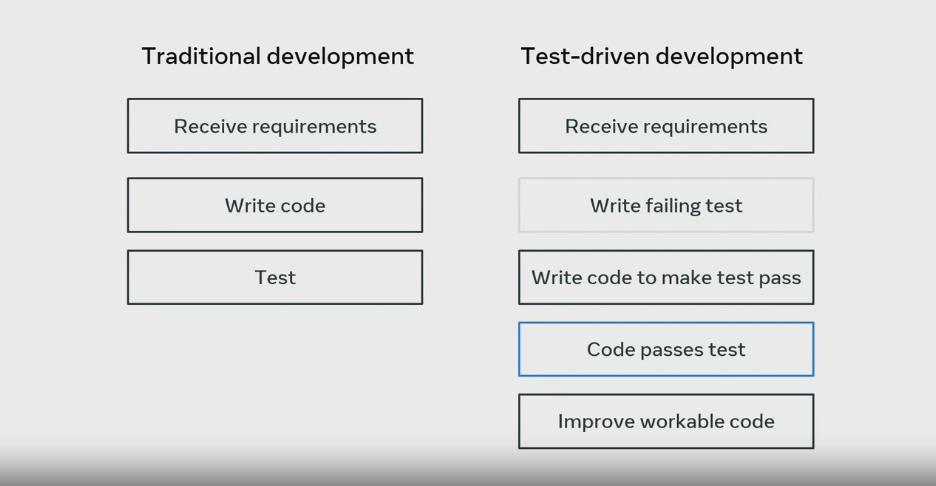 Traditional development
Receive requirements
Write code
Test
Test-driven development
Receive requirements
Write failing test
Write code to make test pass
Code passes test
Improve workable code